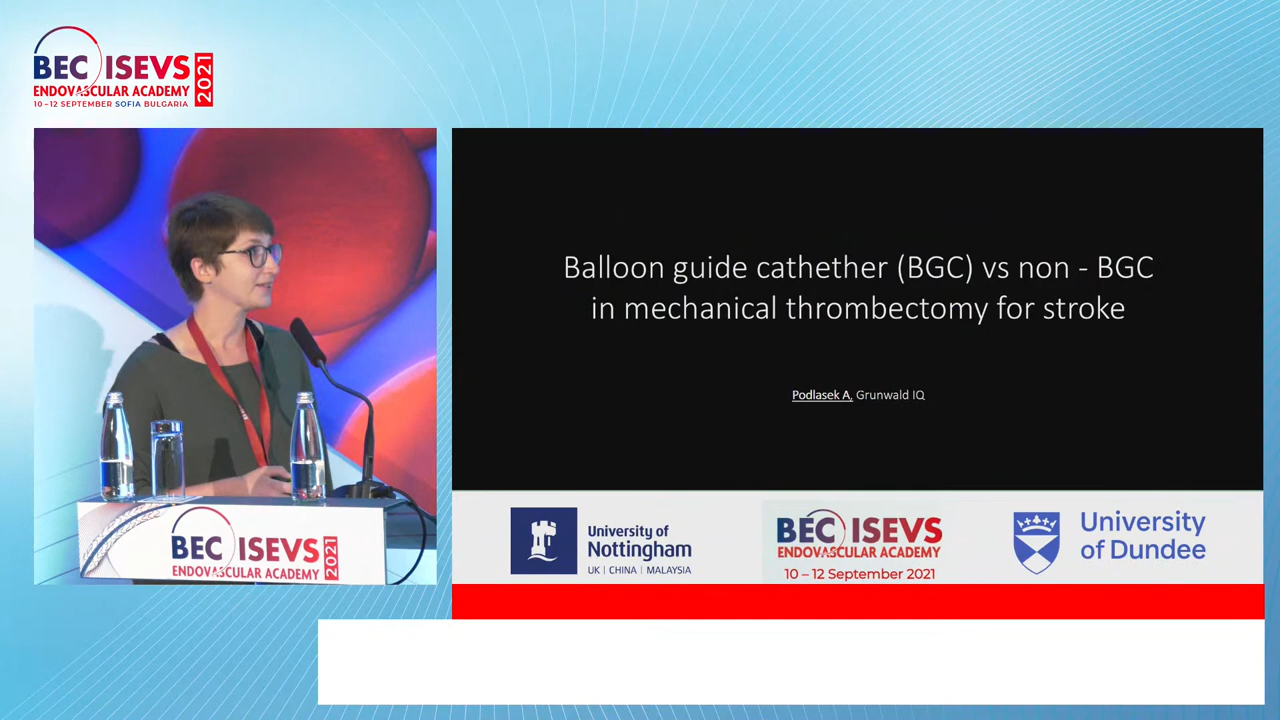 BEC ISEVS
ENDOVASCULAR ACADEMY
10–12 SEPTEMBER SOFIA BULGARIA
2021
BEC ISEVS
ENDOVASCULAR ACADEMY
2021
Balloon guide cathether (BGC) vs non - BGC
in mechanical thrombectomy for stroke
Podlasek A, Grunwald IQ
University of
Nottingham
UK | CHINA | MALAYSIA
BEC ISEVS
ENDOVASCULAR ACADEMY
10 – 12 September 2021
University
of Dundee